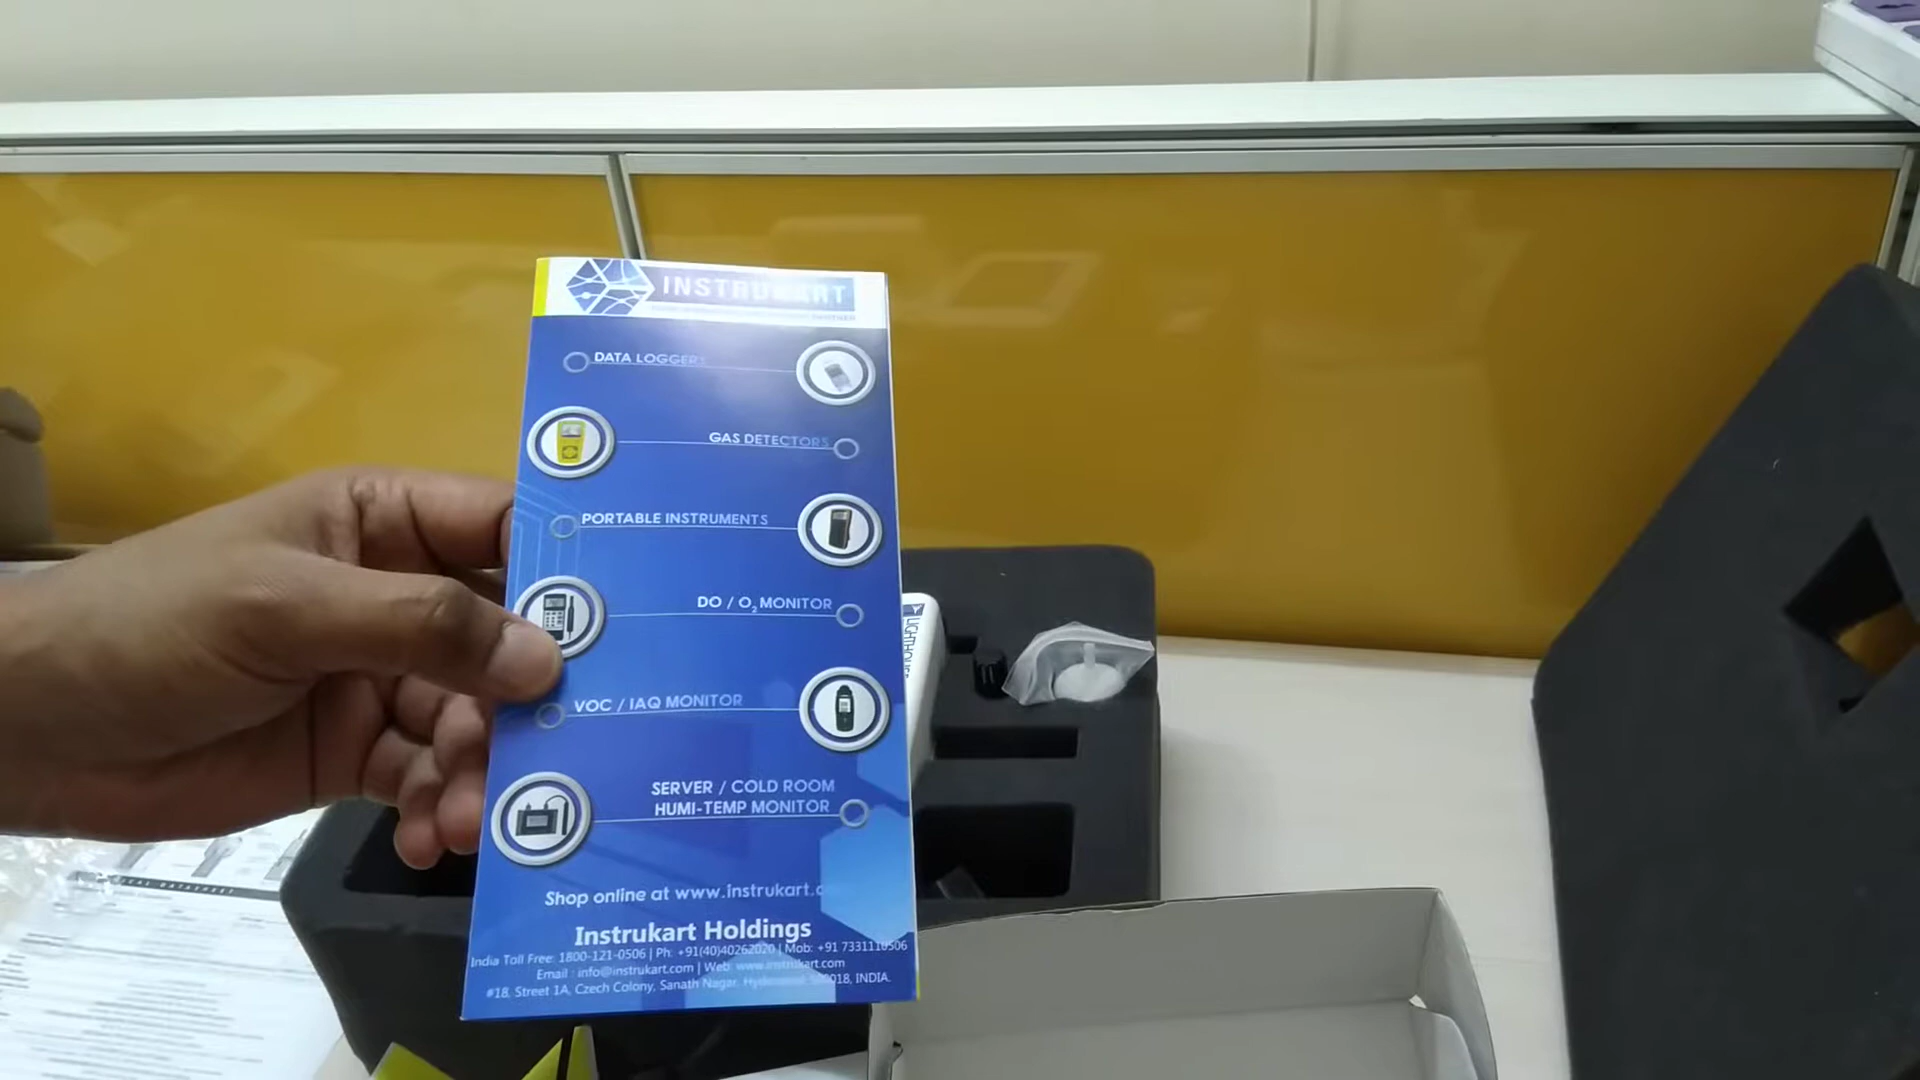 INSTRUKART
DATA LOGGERS
GAS DETECTORS
PORTABLE INSTRUMENTS
DO / O₂ MONITOR
VOC / IAQ MONITOR
SERVER / COLD ROOM
HUMI-TEMP MONITOR
Shop online at www.instrukart.c
Instrukart Holdings
India Toll Free: 1800-121-0506 | Ph: +91(40)40262020 | Mob: +91 7331110506
Email : info@instrukart.com | Web: www.instrukart.com
#18, Street 1A, Czech Colony, Sanath Nagar, INDIA.
LIGHTHOUSE